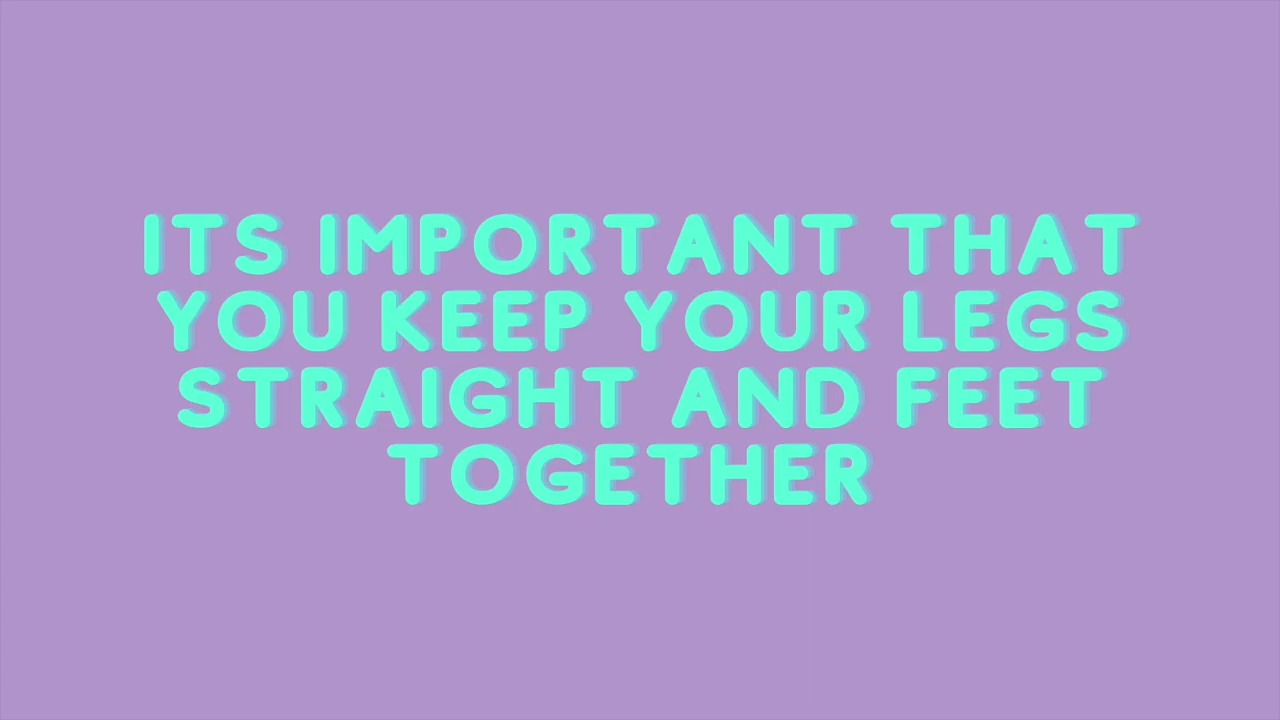 ITS IMPORTANT THAT
YOU KEEP YOUR LEGS
STRAIGHT AND FEET
TOGETHER